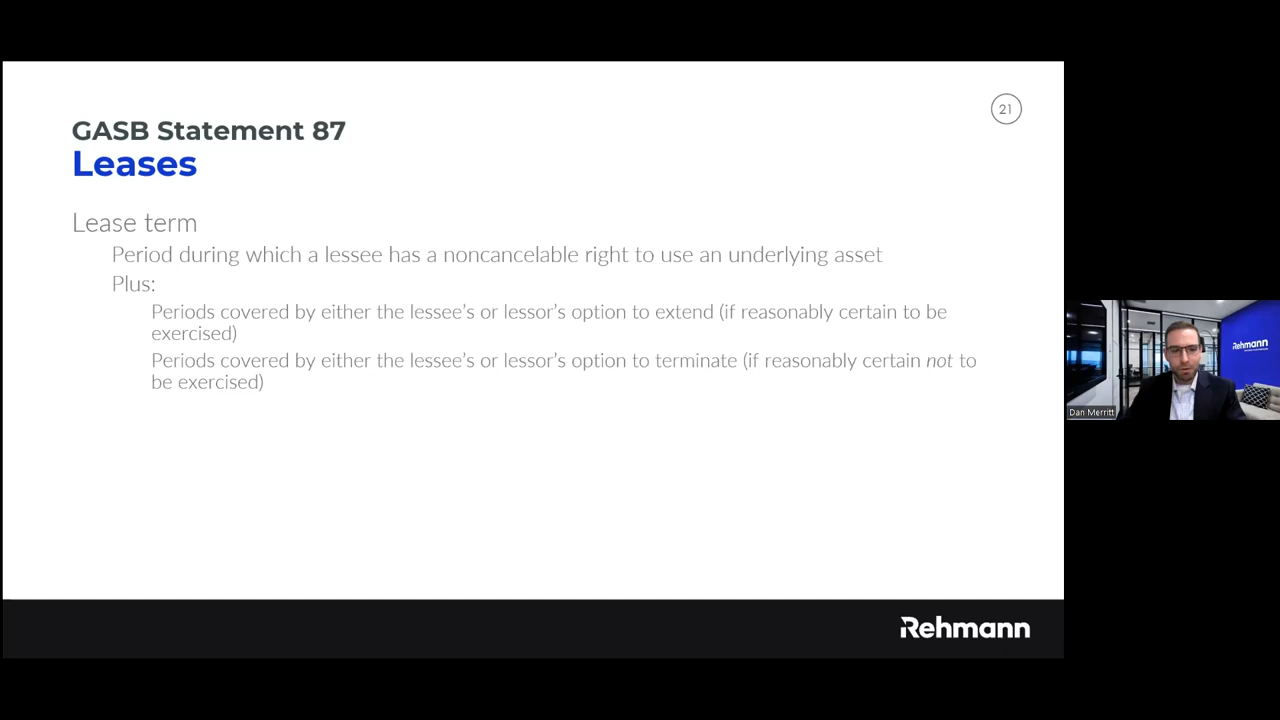 21
GASB Statement 87
Leases
Lease term
Period during which a lessee has a noncancelable right to use an underlying asset
Plus:
Periods covered by either the lessee's or lessor's option to extend (if reasonably certain to be
exercised)
Periods covered by either the lessee's or lessor's option to terminate (if reasonably certain not to
be exercised)
Rehmann
Dan Merritt
Rehmann